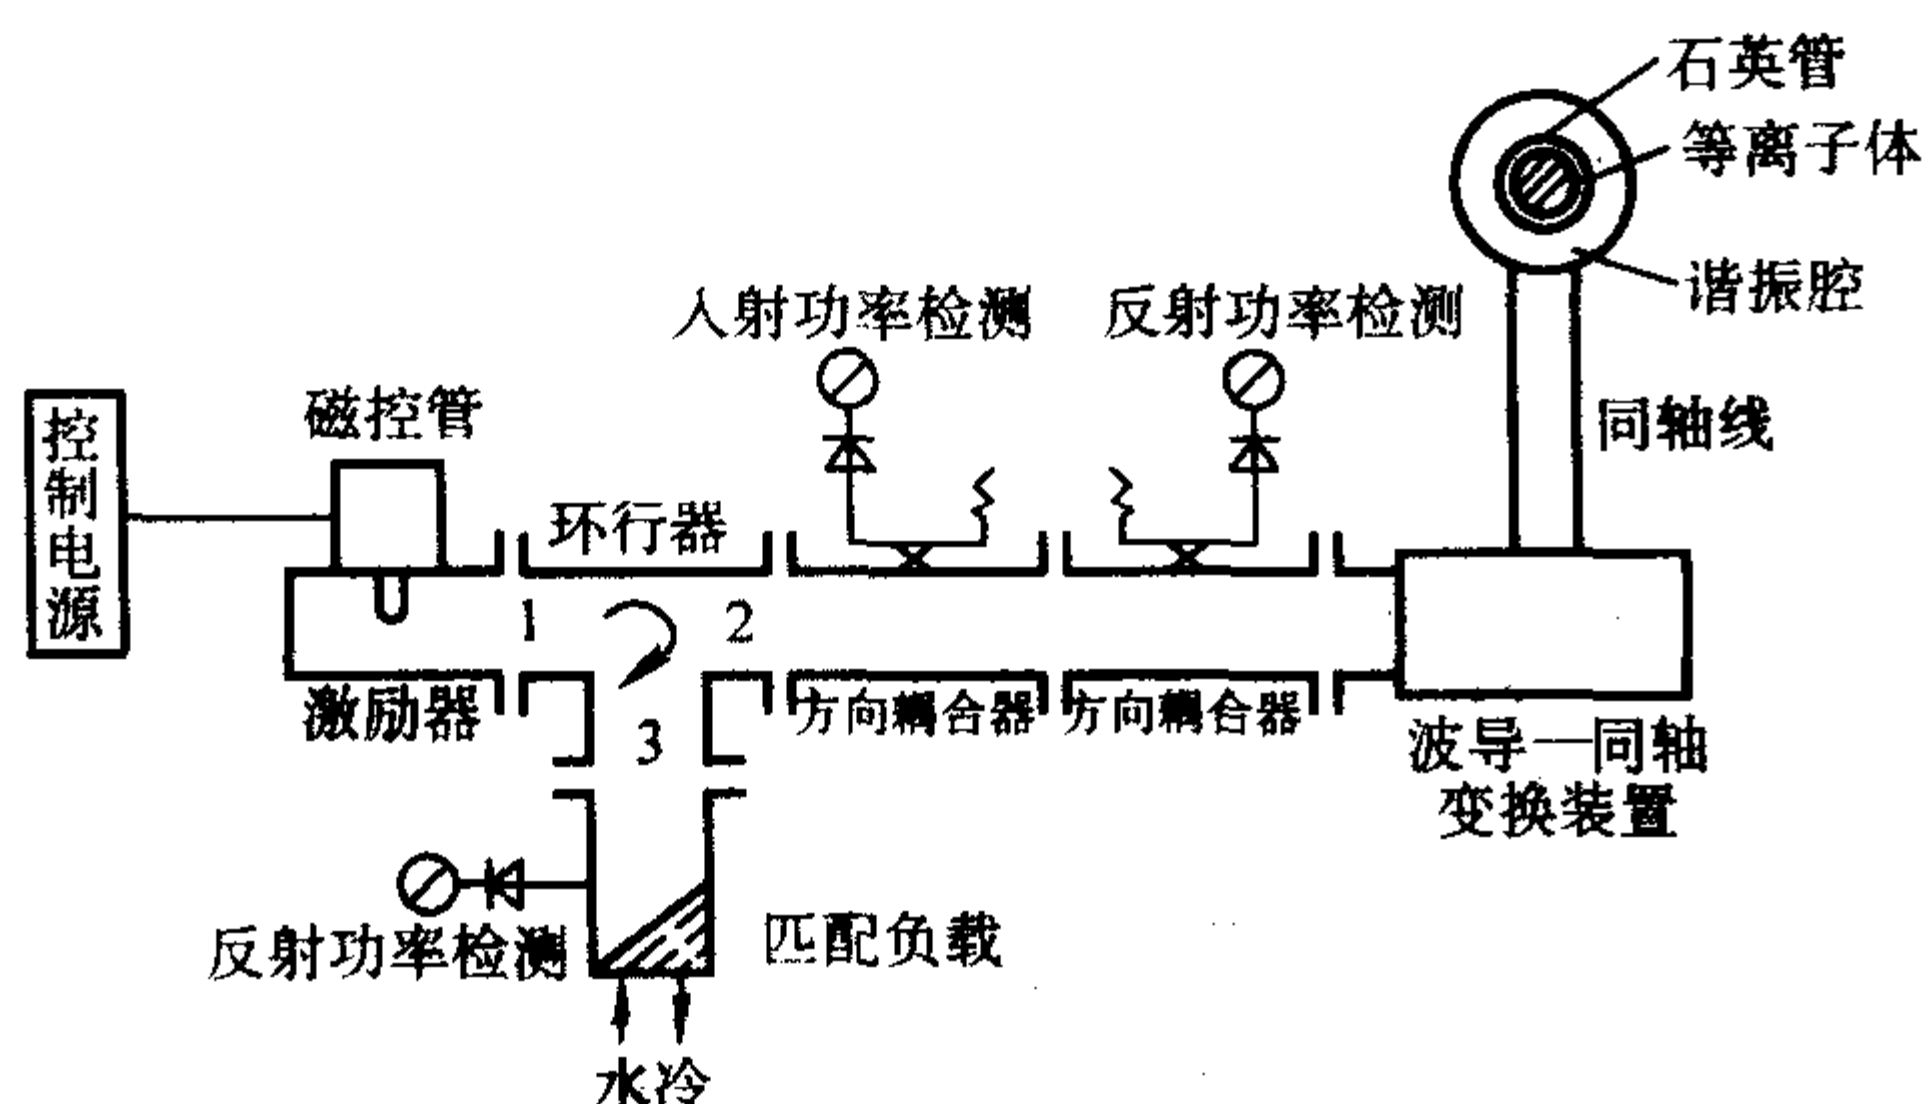 石英管
等离子体
谐振腔
入射功率检测
反射功率检测
同轴线
控制电源
磁控管
环行器
1
2
3
激励器
方向耦合器
方向耦合器
波导—同轴
变换装置
反射功率检测
匹配负载
水冷